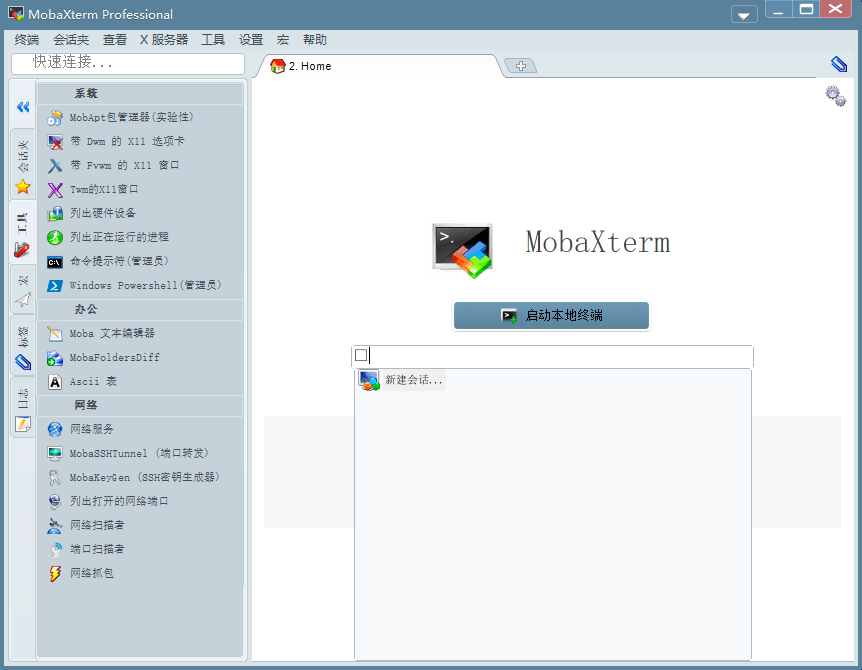 MobaXterm Professional
终端 会话夹 查看 X 服务器 工具 设置 宏 帮助
快速连接...
2. Home
会话夹
工具
宏
标签
日志
系统
MobApt包管理器(实验性)
带 Dwm 的 X11 选项卡
带 Fvwm 的 X11 窗口
Twm的X11窗口
列出硬件设备
列出正在运行的进程
命令提示符(管理员)
Windows Powershell(管理员)
办公
Moba 文本编辑器
MobaFoldersDiff
Ascii 表
网络
网络服务
MobaSSHTunnel (端口转发)
MobaKeyGen (SSH密钥生成器)
列出打开的网络端口
网络扫描者
端口扫描者
网络抓包
MobaXterm
启动本地终端
新建会话...